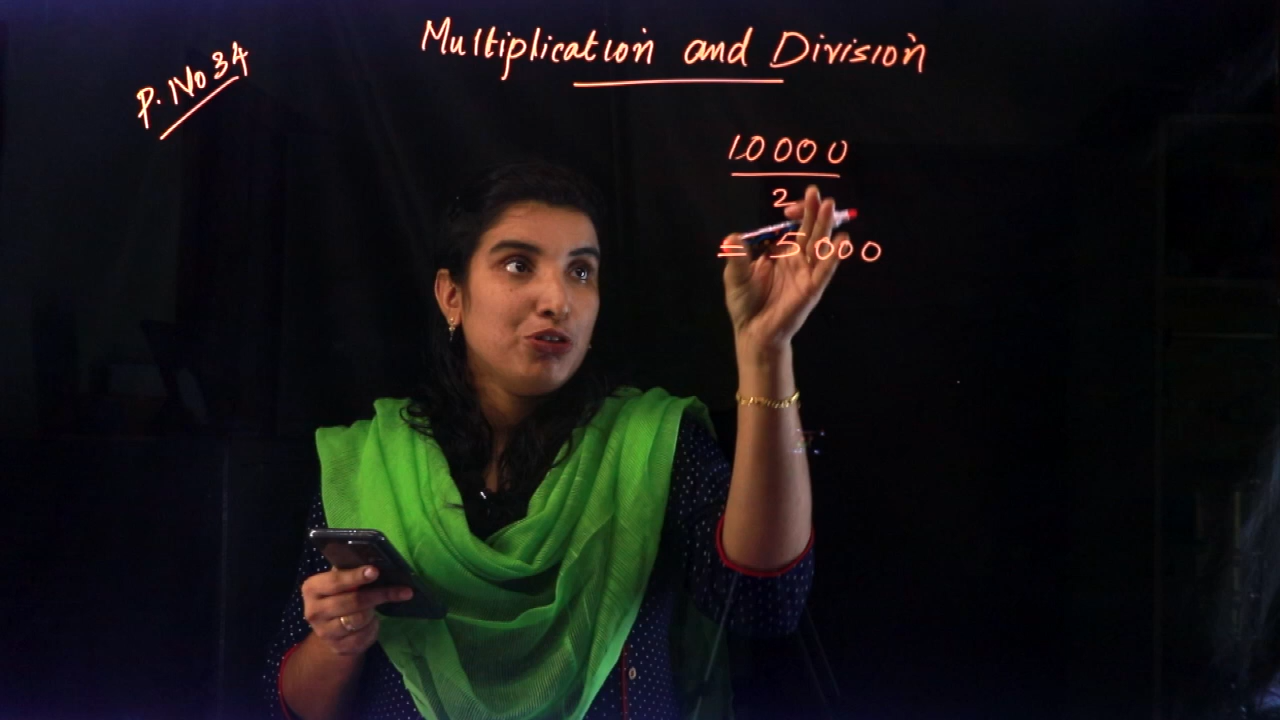 Multiplication and Division
P. No 34
10000
2
= 5000